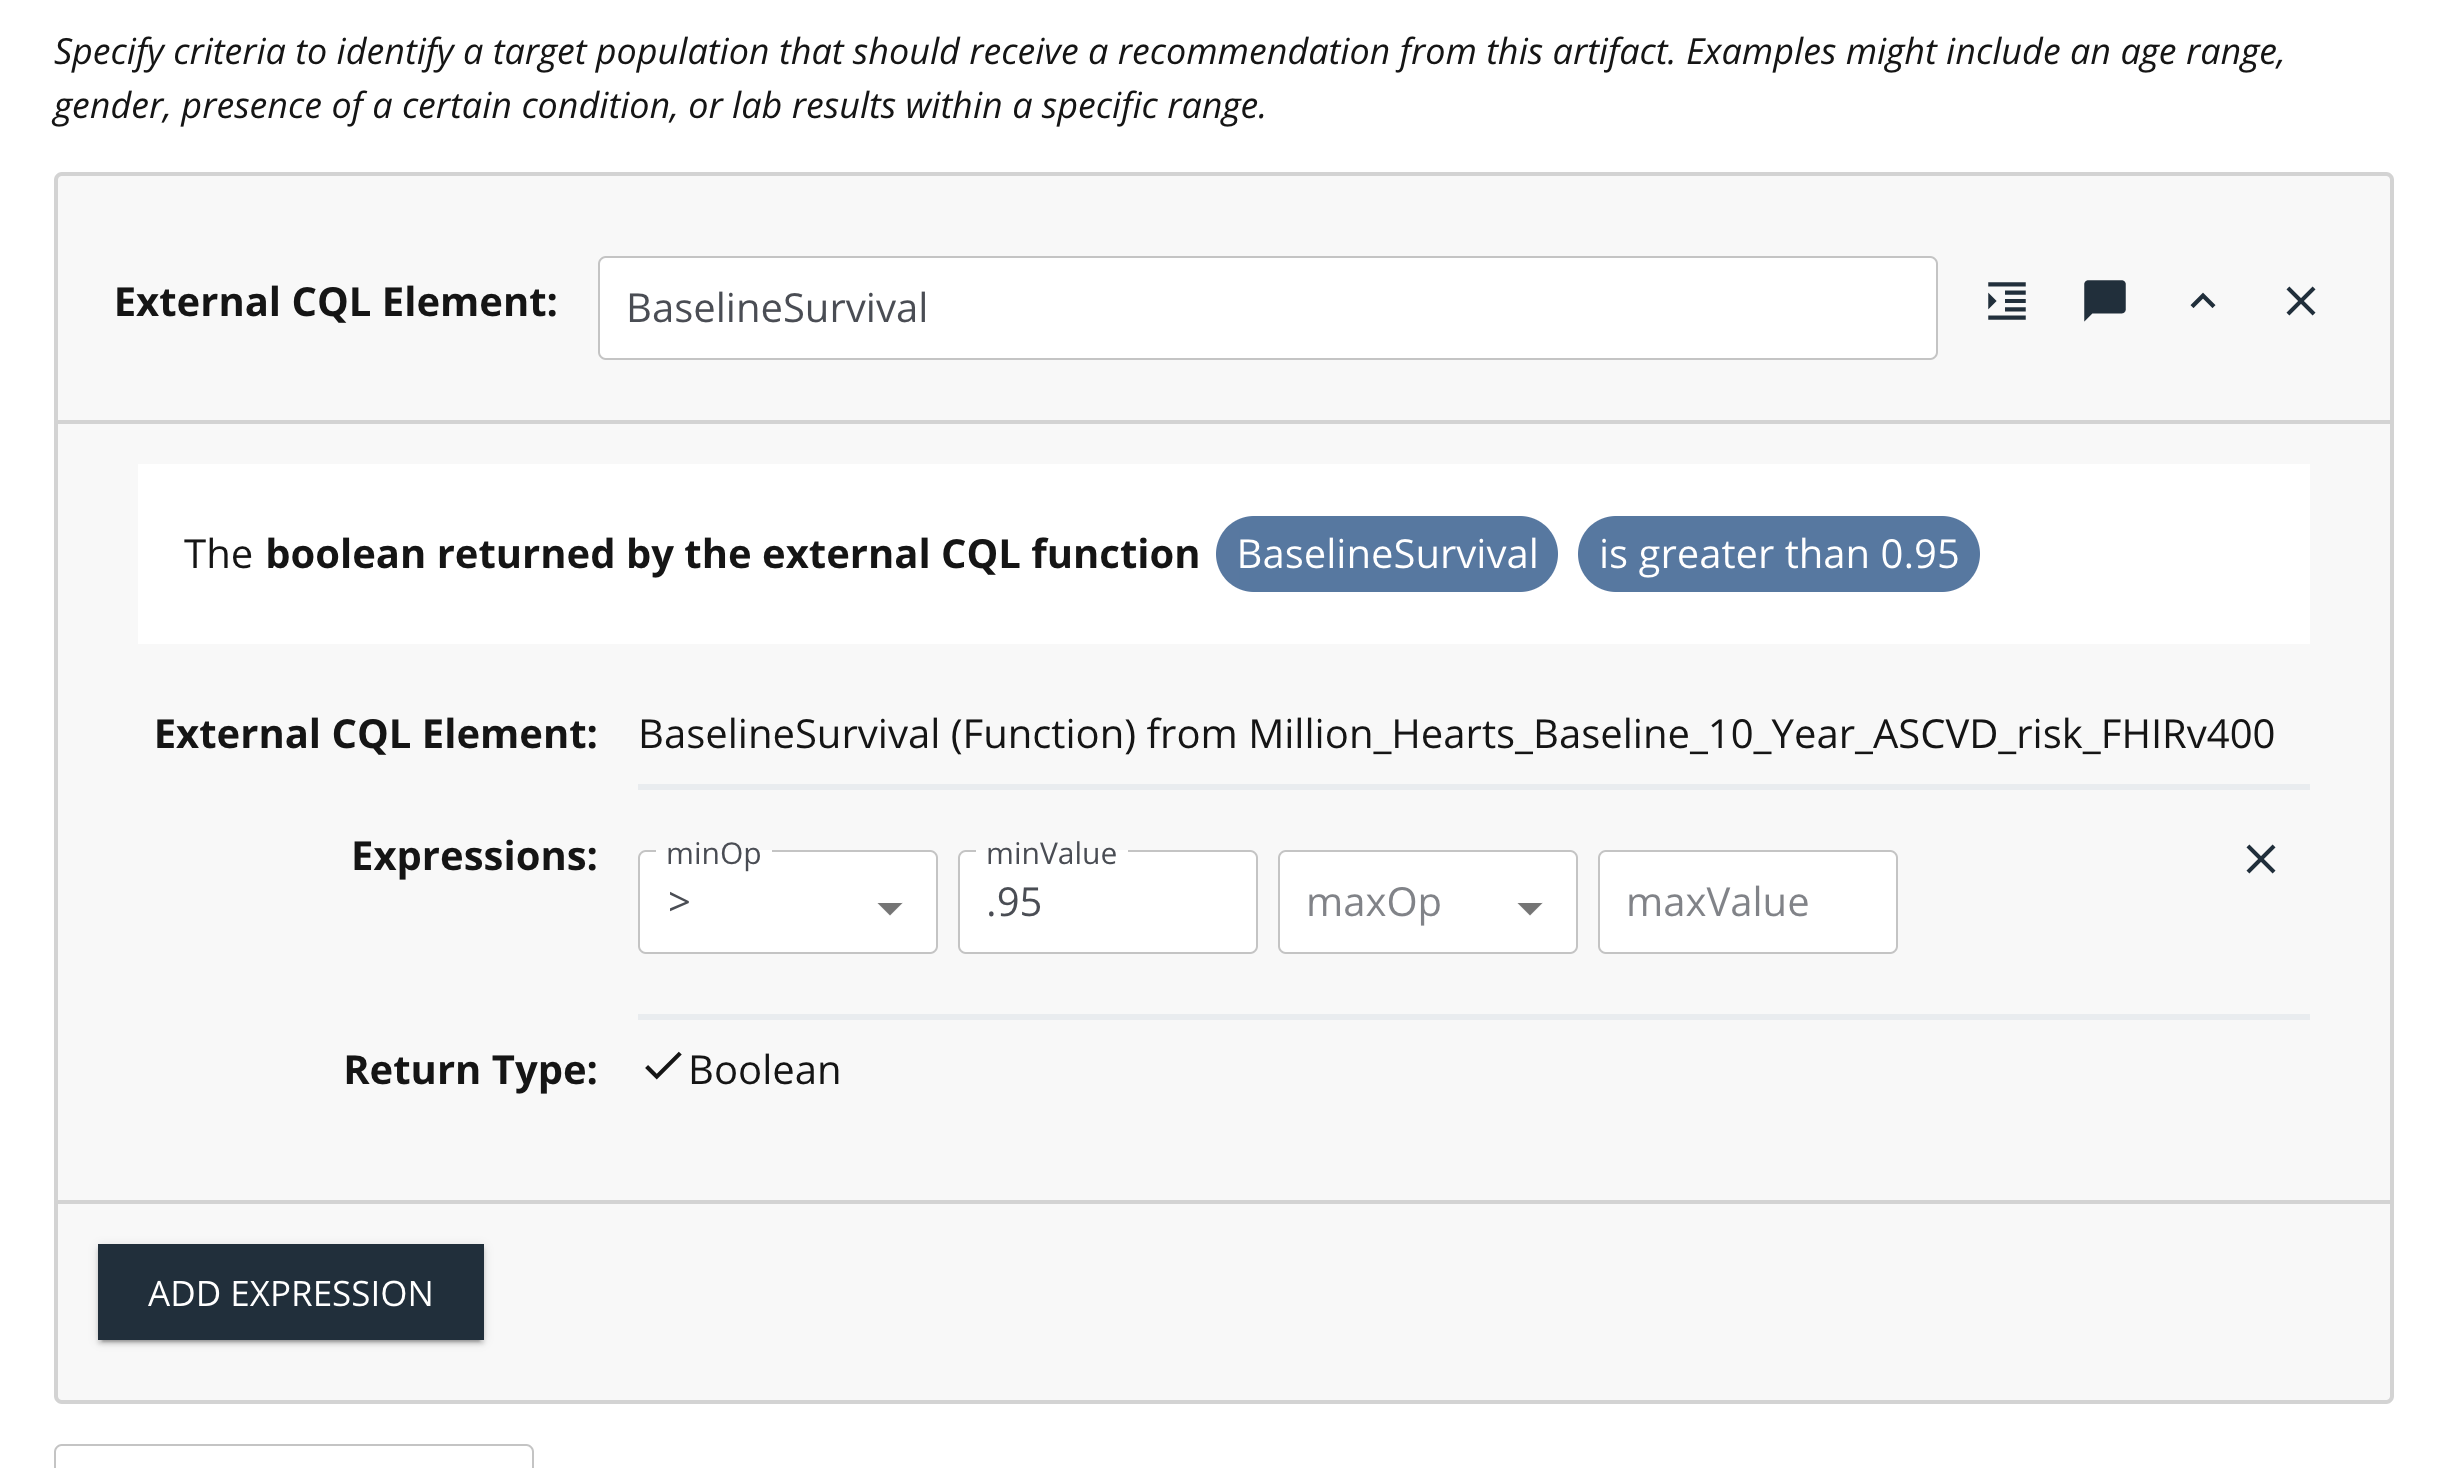 Specify criteria to identify a target population that should receive a recommendation from this artifact. Examples might include an age range,
gender, presence of a certain condition, or lab results within a specific range.
External CQL Element: BaselineSurvival
The boolean returned by the external CQL function BaselineSurvival is greater than 0.95
External CQL Element: BaselineSurvival (Function) from Million_Hearts_Baseline_10_Year_ASCVD_risk_FHIRv400
minOp minValue
Expressions: > .95 maxOp maxValue
Return Type: Boolean
ADD EXPRESSION